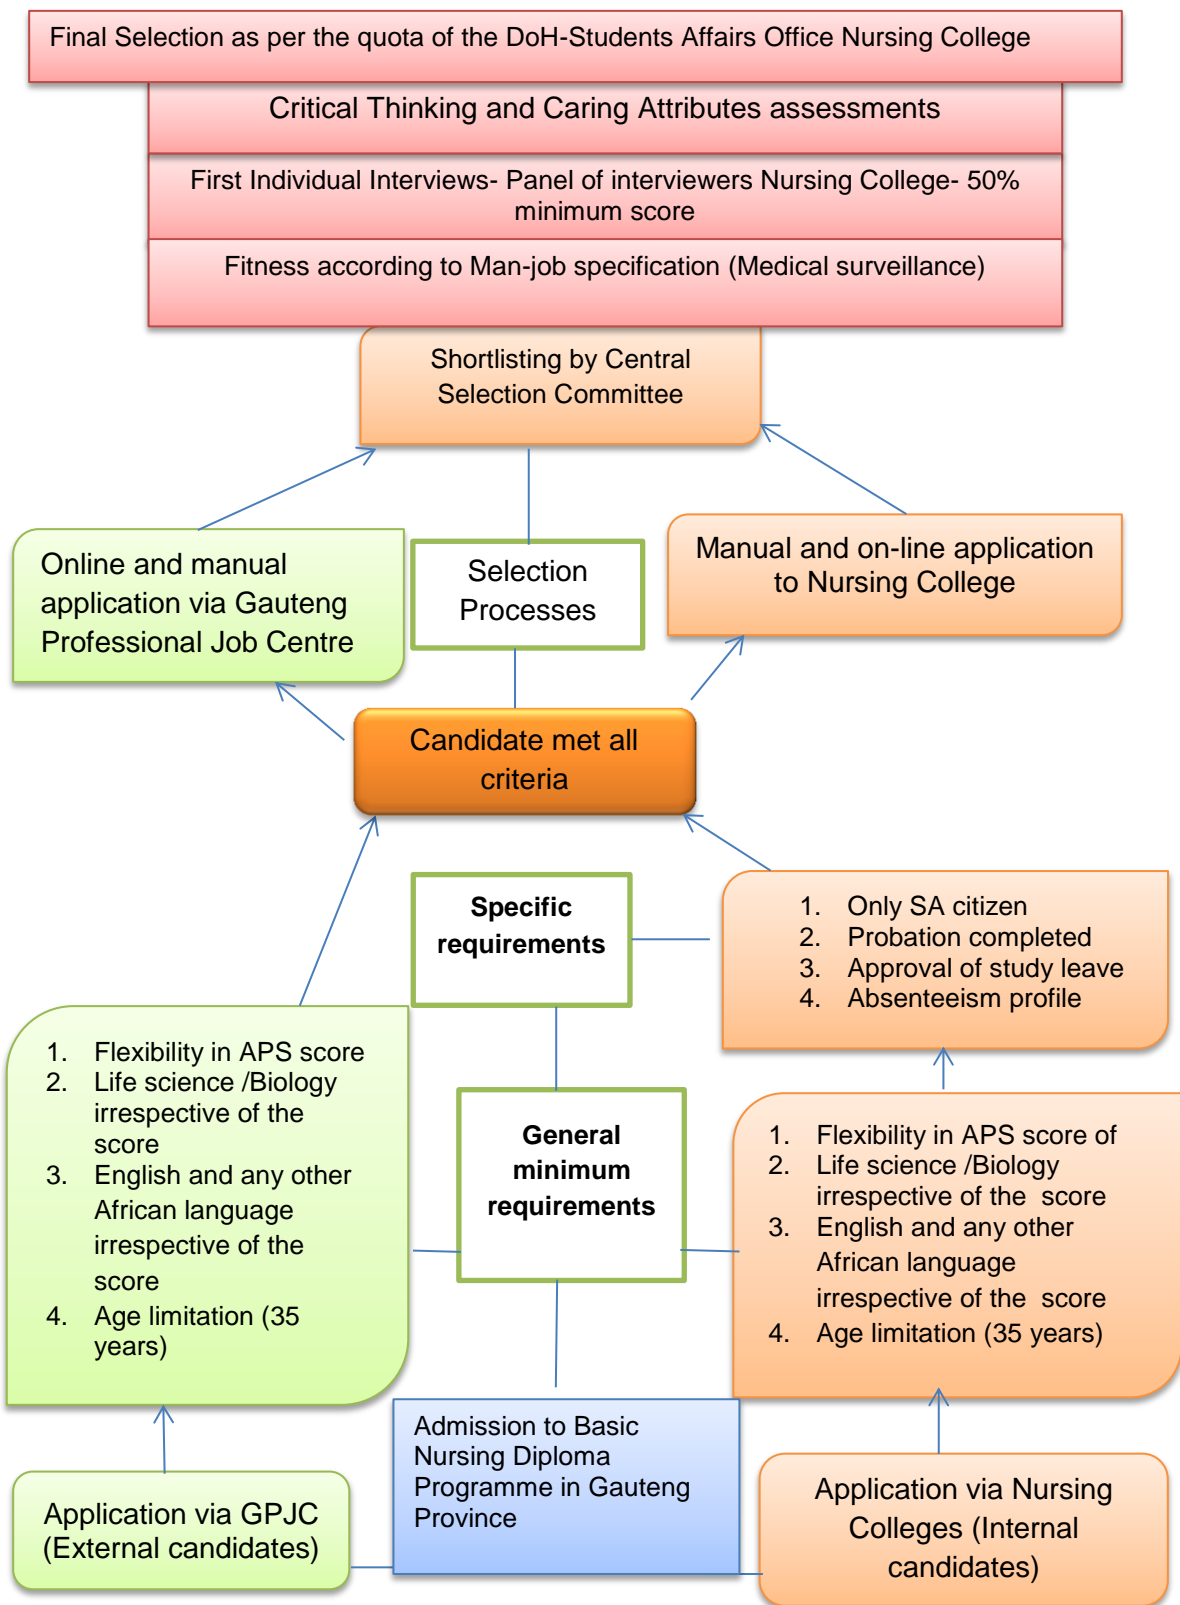 Final Selection as per the quota of the DoH-Students Affairs Office Nursing College
Critical Thinking and Caring Attributes assessments
First Individual Interviews- Panel of interviewers Nursing College- 50%
minimum score
Fitness according to Man-job specification (Medical surveillance)
Shortlisting by Central
Selection Committee
Online and manual
application via Gauteng
Professional Job Centre
Selection
Processes
Manual and on-line application
to Nursing College
Candidate met all
criteria
Specific
requirements
1. Only SA citizen
2. Probation completed
3. Approval of study leave
4. Absenteeism profile
1. Flexibility in APS score
2. Life science /Biology
irrespective of the
score
3. English and any other
African language
irrespective of the
score
4. Age limitation (35
years)
General
minimum
requirements
1. Flexibility in APS score of
2. Life science /Biology
irrespective of the score
3. English and any other
African language
irrespective of the score
4. Age limitation (35 years)
Application via GPJC
(External candidates)
Admission to Basic
Nursing Diploma
Programme in Gauteng
Province
Application via Nursing
Colleges (Internal
candidates)